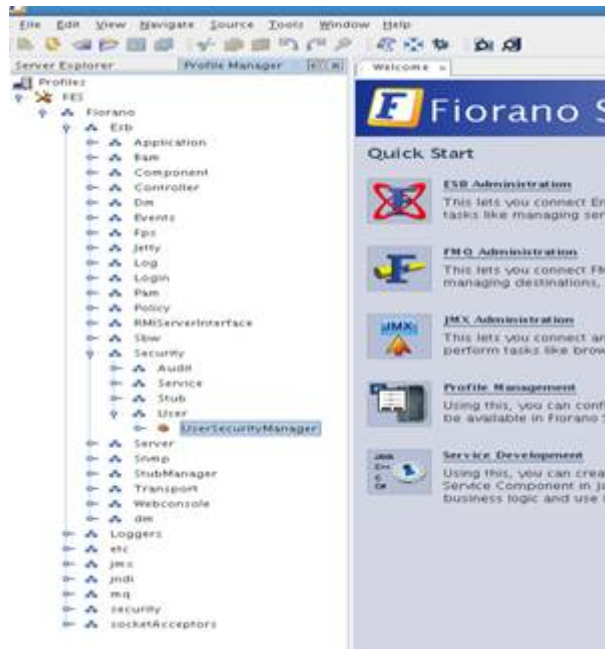 File Edit View Navigate Source Tools Window Help
Server Explorer Profile Manager
Welcome
Profiles
FES
Fiorano
Esb
Application
Bam
Component
Controller
Dm
Events
Fps
Jetty
Log
Login
Pam
Policy
RMIServerInterface
Sbw
Security
Audit
Service
Stub
User
UserSecurityManager
Server
Snmp
StubManager
Transport
Webconsole
dm
Loggers
etc
jms
jndi
mq
security
socketAcceptors
F Fiorano S
Quick Start
ESB Administration
This lets you connect En
tasks like managing ser
FMQ Administration
This lets you connect FM
managing destinations,
JMX
JMX Administration
This lets you connect an
perform tasks like brow
Profile Management
Using this, you can conf
be available in Fiorano S
Service Development
Using this, you can crea
Service Component in Ja
business logic and use